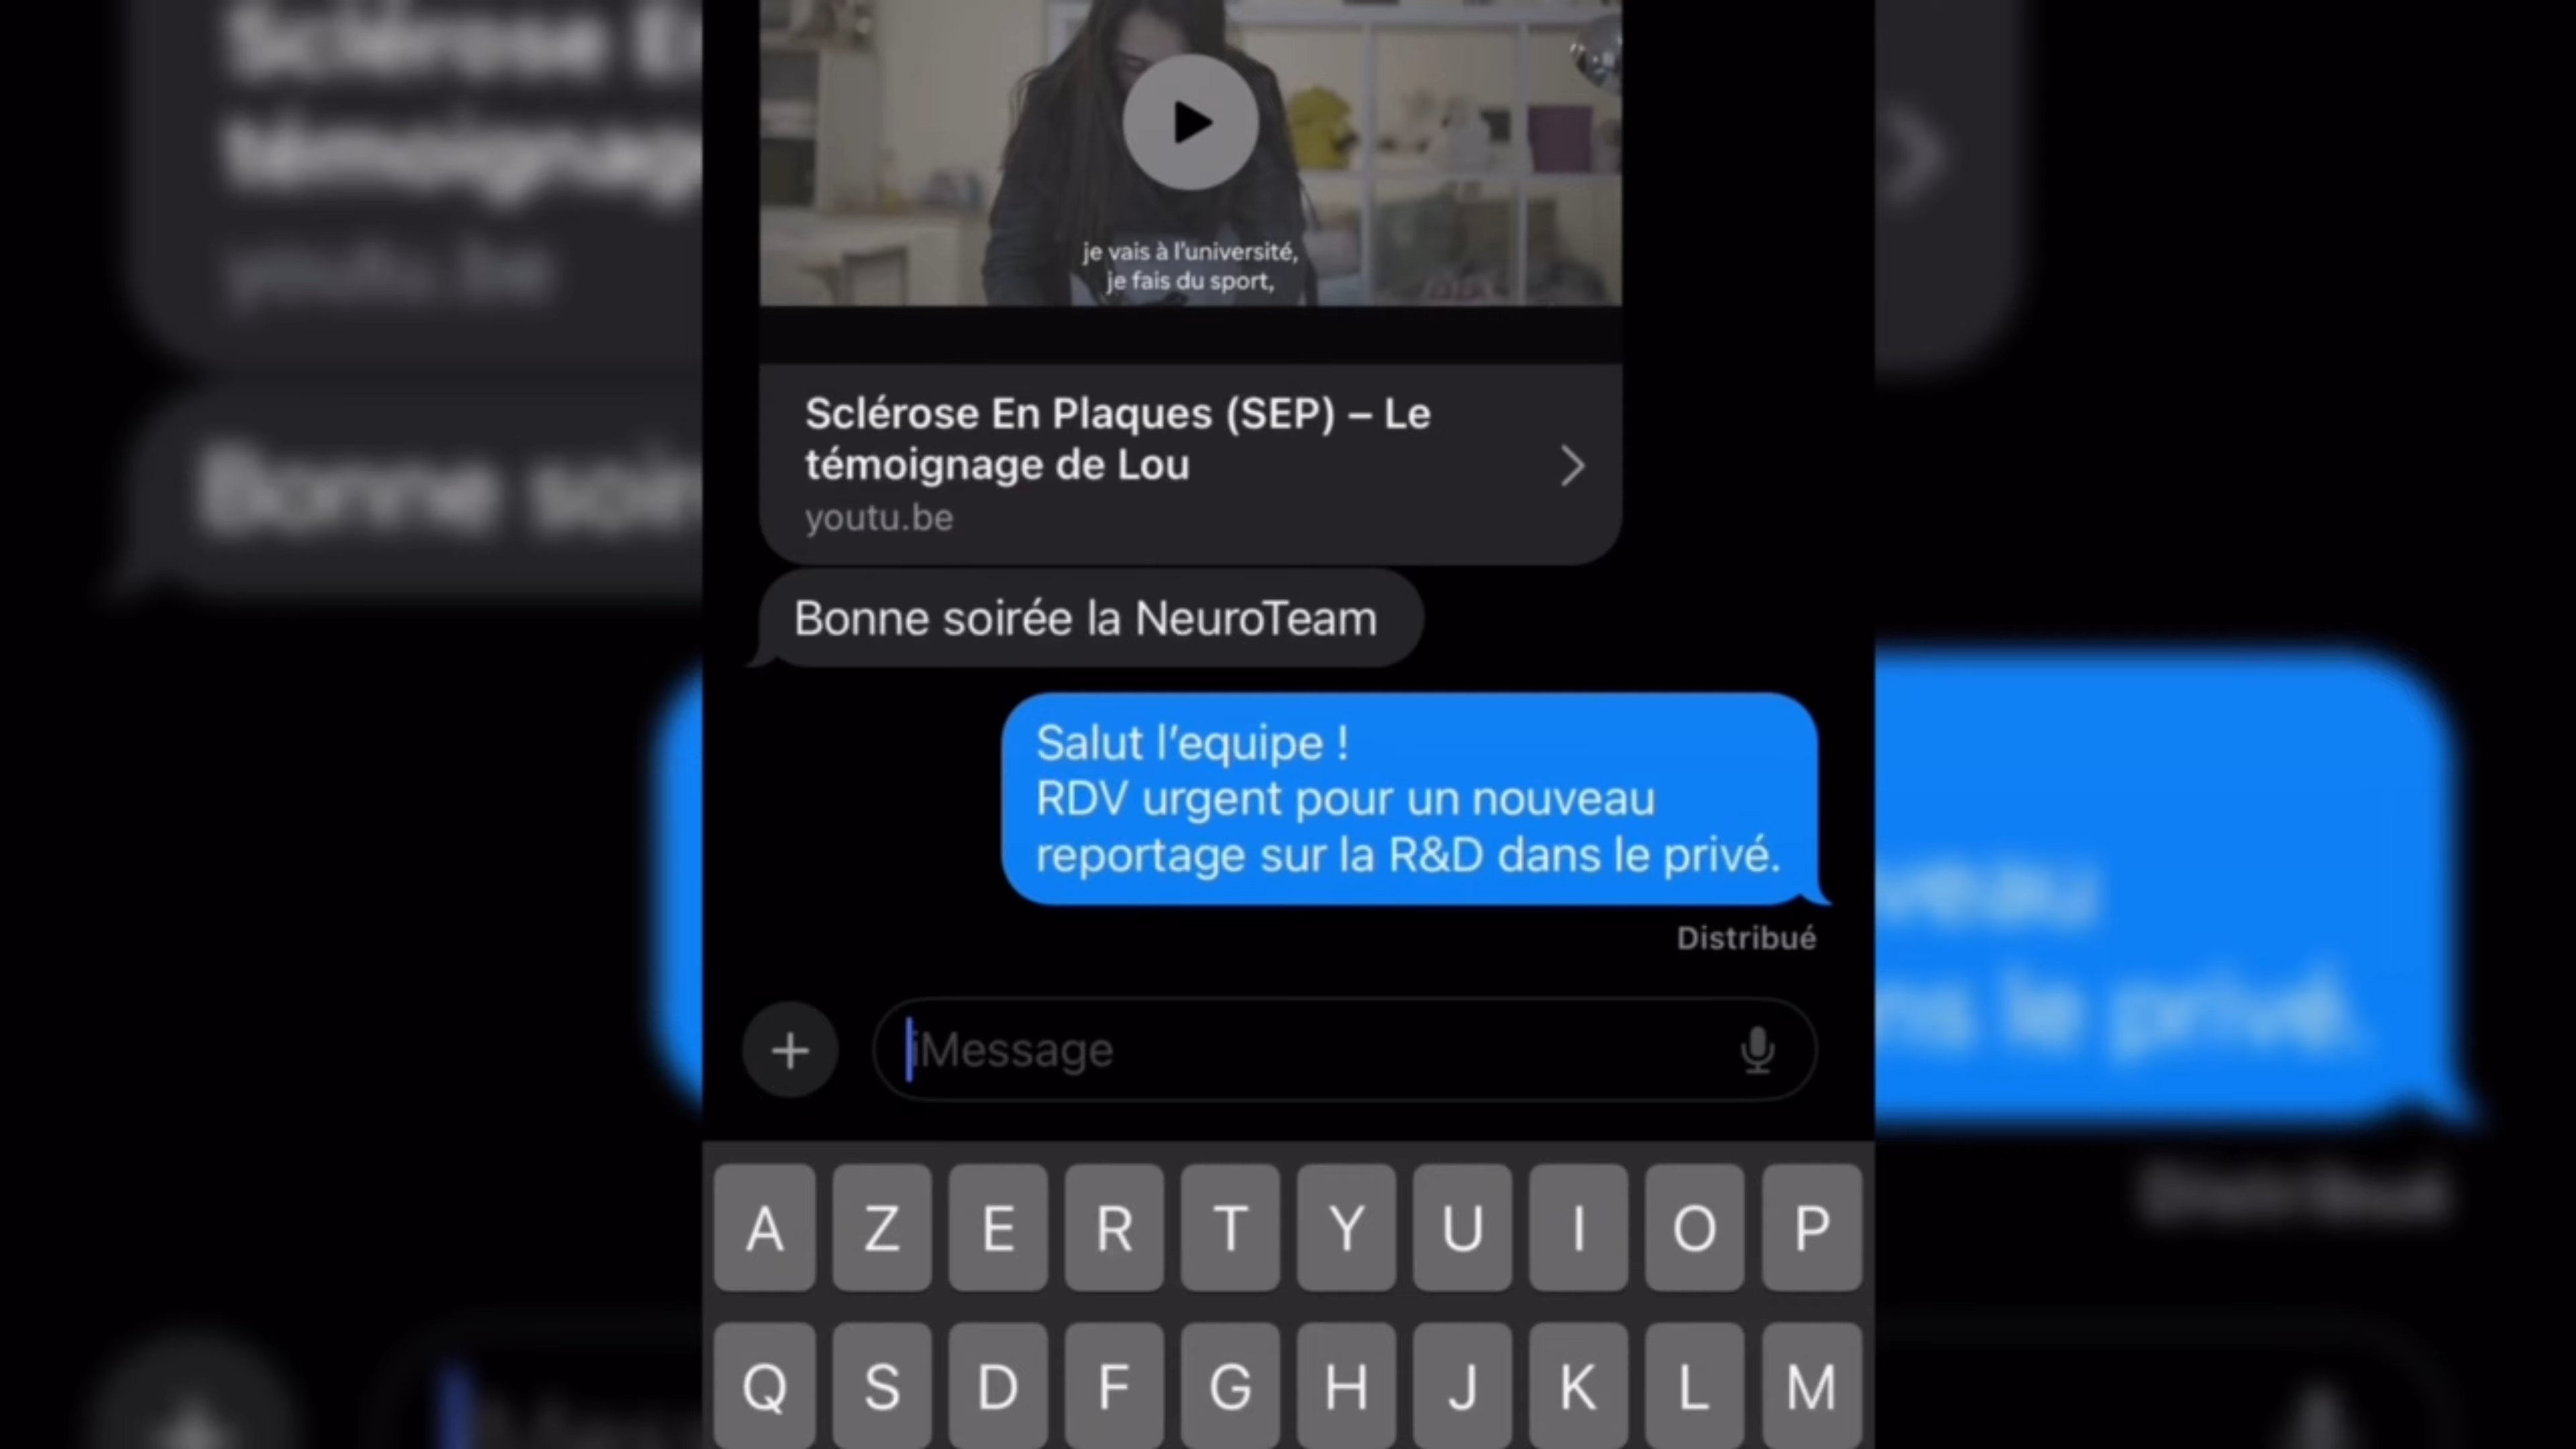 je vais à l'université,
je fais du sport,
Sclérose En Plaques (SEP) – Le
témoignage de Lou
youtu.be
Bonne soirée la NeuroTeam
Salut l'equipe !
RDV urgent pour un nouveau
reportage sur la R&D dans le privé.
Distribué
iMessage
A Z E R T Y U I O P
Q S D F G H J K L M